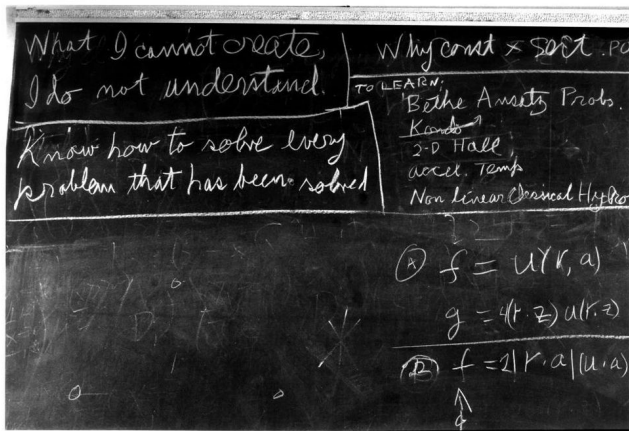 What I cannot create,
I do not understand.
Know how to solve every
problem that has been solved
Why const × sort .PO
TO LEARN:
Bethe Ansatz Probs.
Kondo
2-D Hall
accel. Temp
Non linear Classical Hydro
Ⓐ f = u(r, a)
g = 4(r·z) u(r·z)
Ⓑ f = 2|r·a|(u·a)